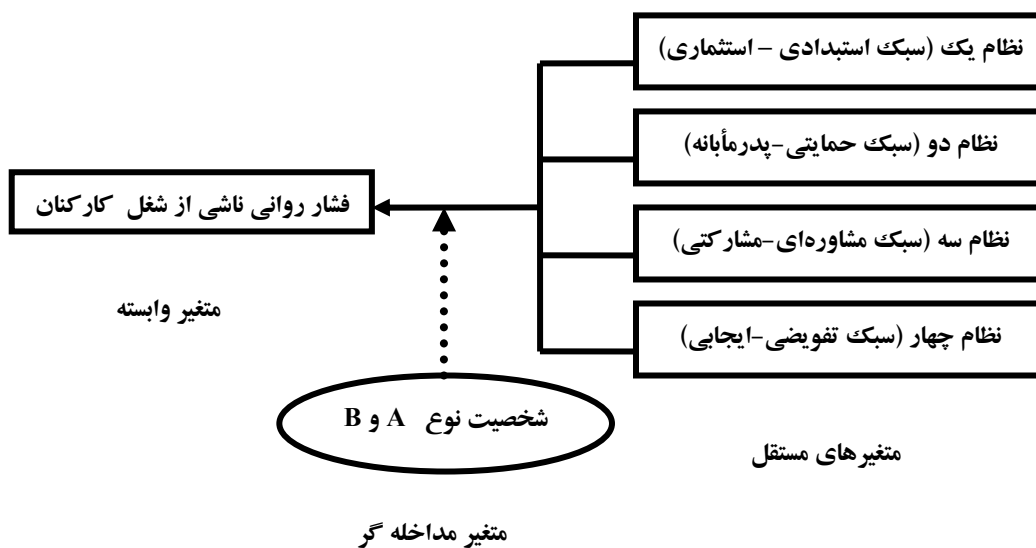 نظام یک (سبک استبدادی – استثماری)
نظام دو (سبک حمایتی-پدرمأبانه)
نظام سه (سبک مشاوره‌ای-مشارکتی)
نظام چهار (سبک تفویضی-ایجابی)
متغیرهای مستقل
فشار روانی ناشی از شغل کارکنان
متغیر وابسته
شخصیت نوع A و B
متغیر مداخله گر